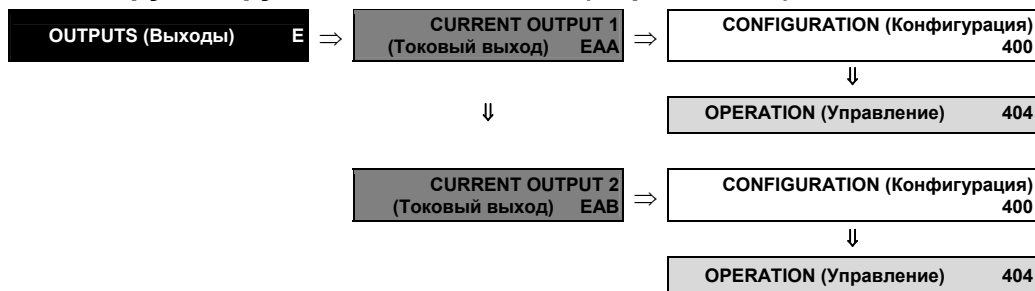 OUTPUTS (Выходы) E ⇒
CURRENT OUTPUT 1
(Токовый выход) EAA ⇒
CONFIGURATION (Конфигурация)
400
⇓
OPERATION (Управление) 404
⇓
CURRENT OUTPUT 2
(Токовый выход) EAB ⇒
CONFIGURATION (Конфигурация)
400
⇓
OPERATION (Управление) 404